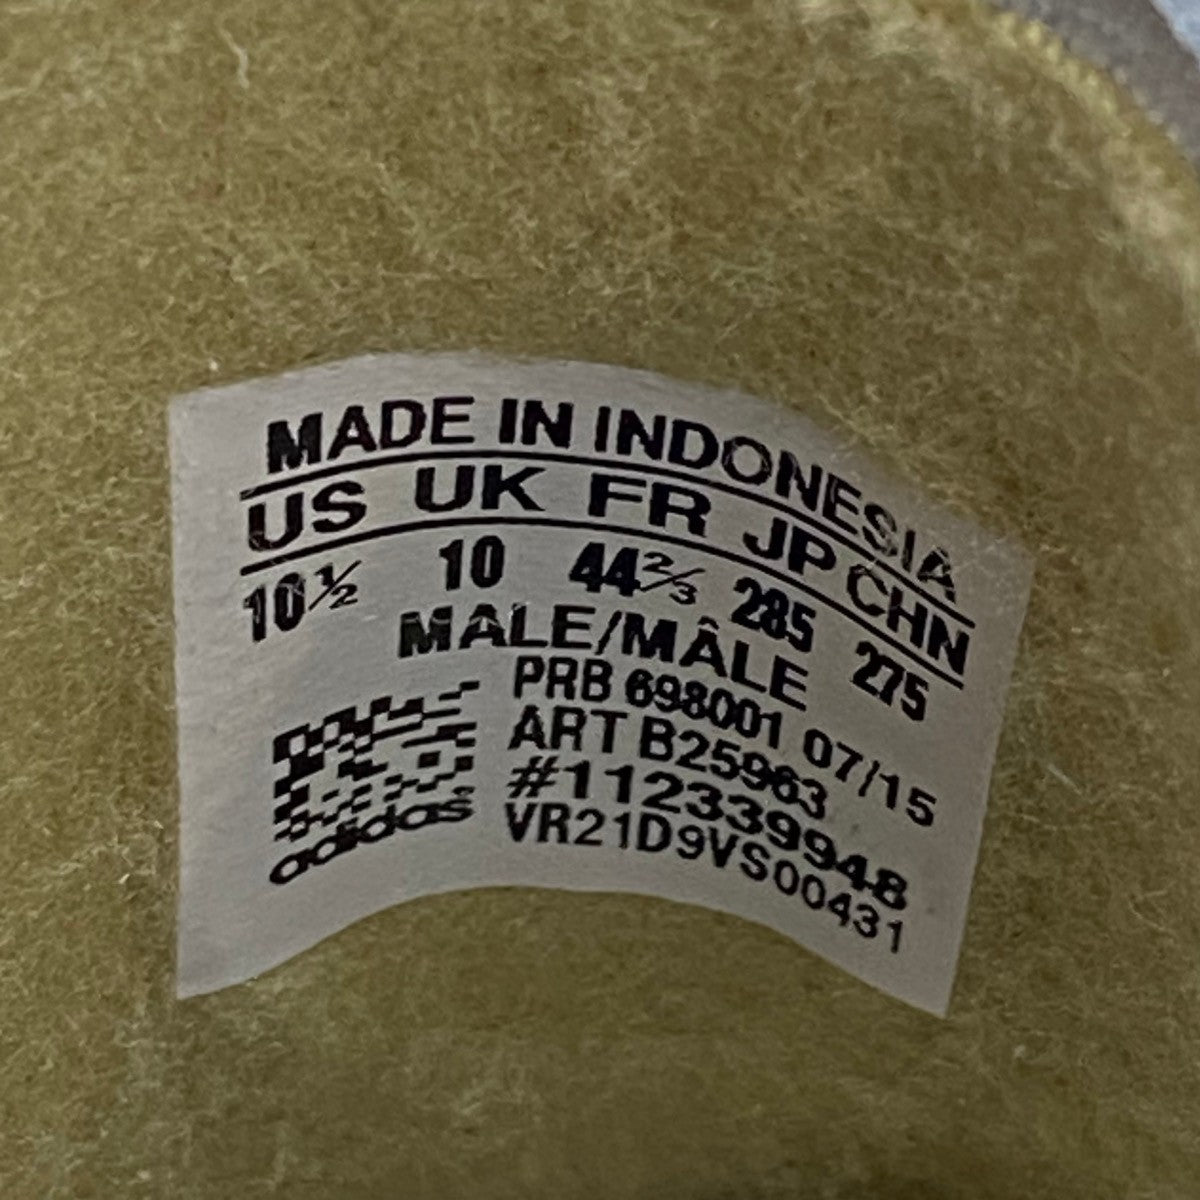 MADE IN INDONESIA
US UK FR JP CHN
10½ 10 44⅔ 285 275
MALE/MÂLE
PRB 698001 07/15
ART B25963
#112339948
VR21D9VS00431
adidas